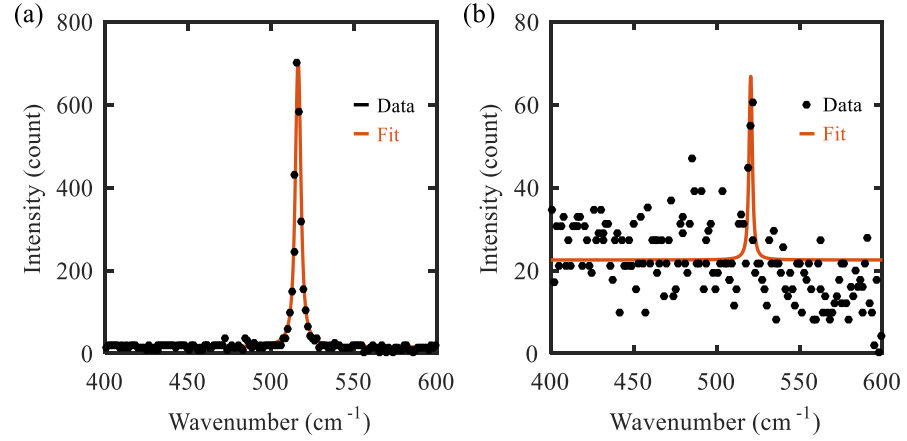 (a)
800
600
400
200
0
Intensity (count)
Data
Fit
400 450 500 550 600
Wavenumber (cm⁻¹)
(b)
80
60
40
20
0
Intensity (count)
Data
Fit
400 450 500 550 600
Wavenumber (cm⁻¹)